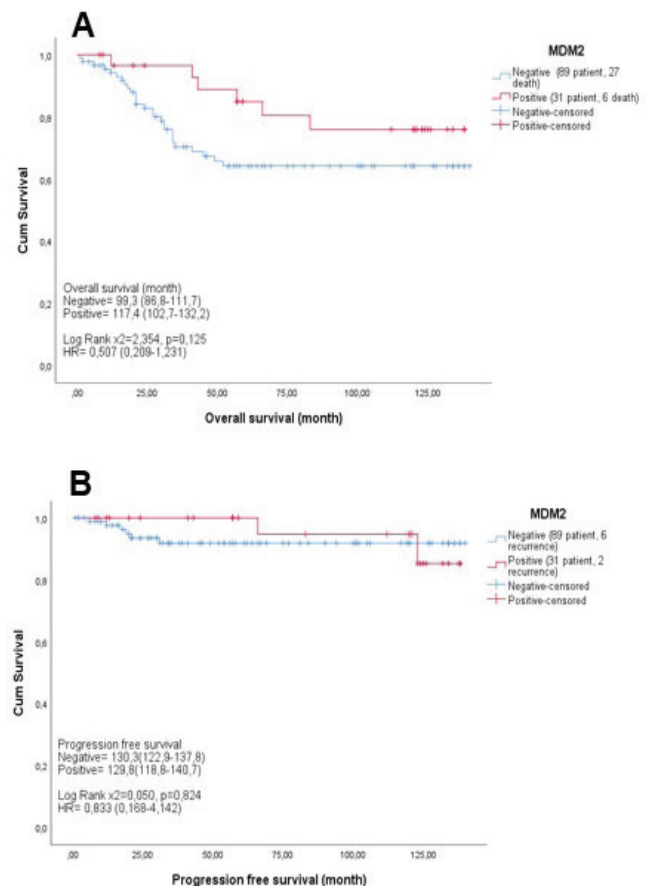 A
MDM2
Negative (89 patient, 27
death)
Positive (31 patient, 6 death)
Negative-censored
Positive-censored
Cum Survival
1,0
0,8
0,6
0,4
0,2
0,0
Overall survival (month)
Negative= 99,3 (86,8-111,7)
Positive= 117,4 (102,7-132,2)
Log Rank x2=2,354, p=0,125
HR= 0,507 (0,209-1,231)
,00 25,00 50,00 75,00 100,00 125,00
Overall survival (month)
B
MDM2
Negative (89 patient, 6
recurrence)
Positive (31 patient, 2
recurrence)
Negative-censored
Positive-censored
Cum Survival
1,0
0,8
0,6
0,4
0,2
0,0
Progression free survival
Negative= 130,3(122,9-137,8)
Positive= 129,8(118,8-140,7)
Log Rank x2=0,050, p=0,824
HR= 0,833 (0,168-4,142)
,00 25,00 50,00 75,00 100,00 125,00
Progression free survival (month)